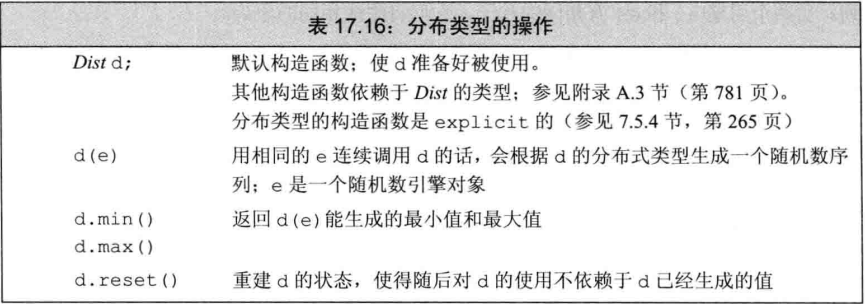 表 17.16：分布类型的操作
Dist d; 默认构造函数；使 d 准备好被使用。
其他构造函数依赖于 Dist 的类型；参见附录 A.3 节（第 781 页）。
分布类型的构造函数是 explicit 的（参见 7.5.4 节，第 265 页）
d(e) 用相同的 e 连续调用 d 的话，会根据 d 的分布式类型生成一个随机数序
列；e 是一个随机数引擎对象
d.min() 返回 d(e)能生成的最小值和最大值
d.max()
d.reset() 重建 d 的状态，使得随后对 d 的使用不依赖于 d 已经生成的值